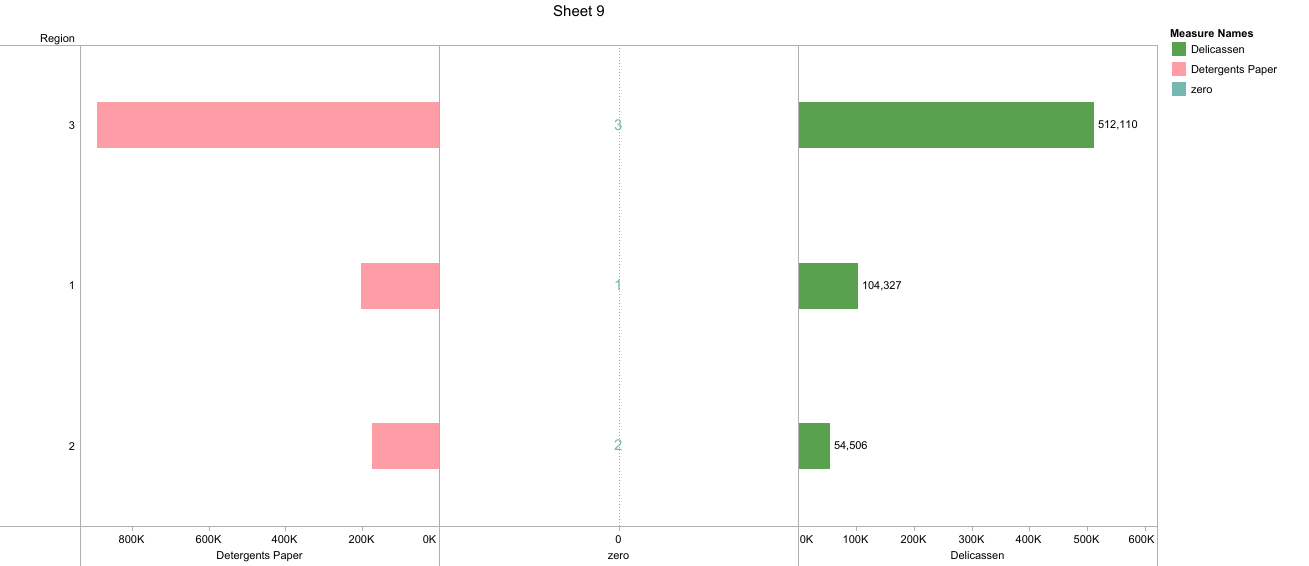 Sheet 9
Region
Measure Names
Delicassen
Detergents Paper
zero
3
3
512,110
1
1
104,327
2
2
54,506
800K 600K 400K 200K 0K
0
0K 100K 200K 300K 400K 500K 600K
Detergents Paper
zero
Delicassen